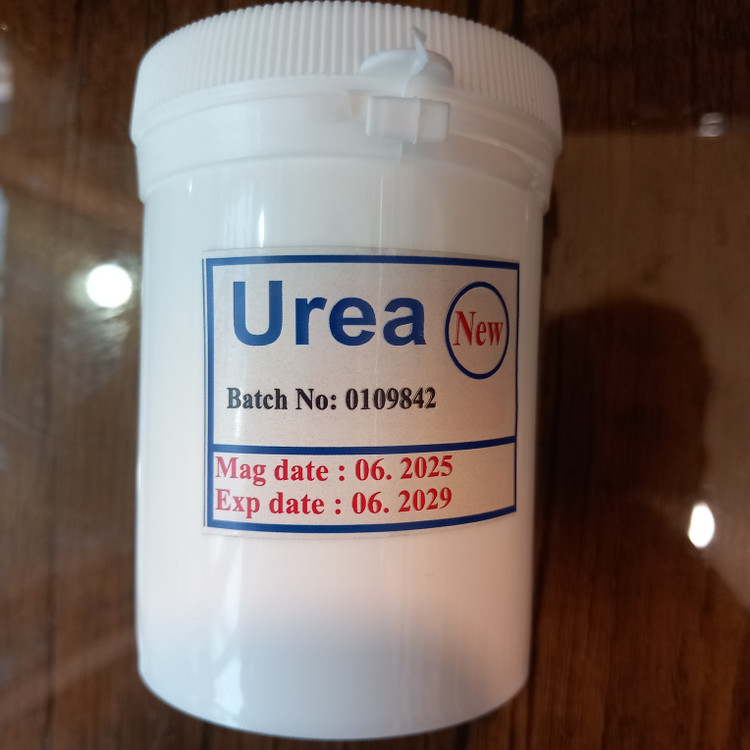 Urea
New
Batch No: 0109842
Mag date : 06. 2025
Exp date : 06. 2029